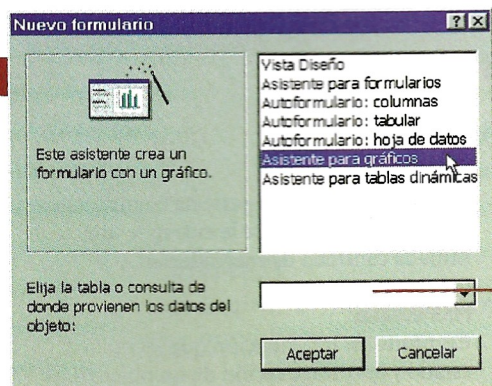 Nuevo formulario
Este asistente crea un
formulario con un gráfico.
Vista Diseño
Asistente para formularios
Autoformulario: columnas
Autoformulario: tabular
Autoformulario: hoja de datos
Asistente para gráficos
Asistente para tablas dinámicas
Elija la tabla o consulta de
donde provienen los datos del
objeto:
Aceptar
Cancelar